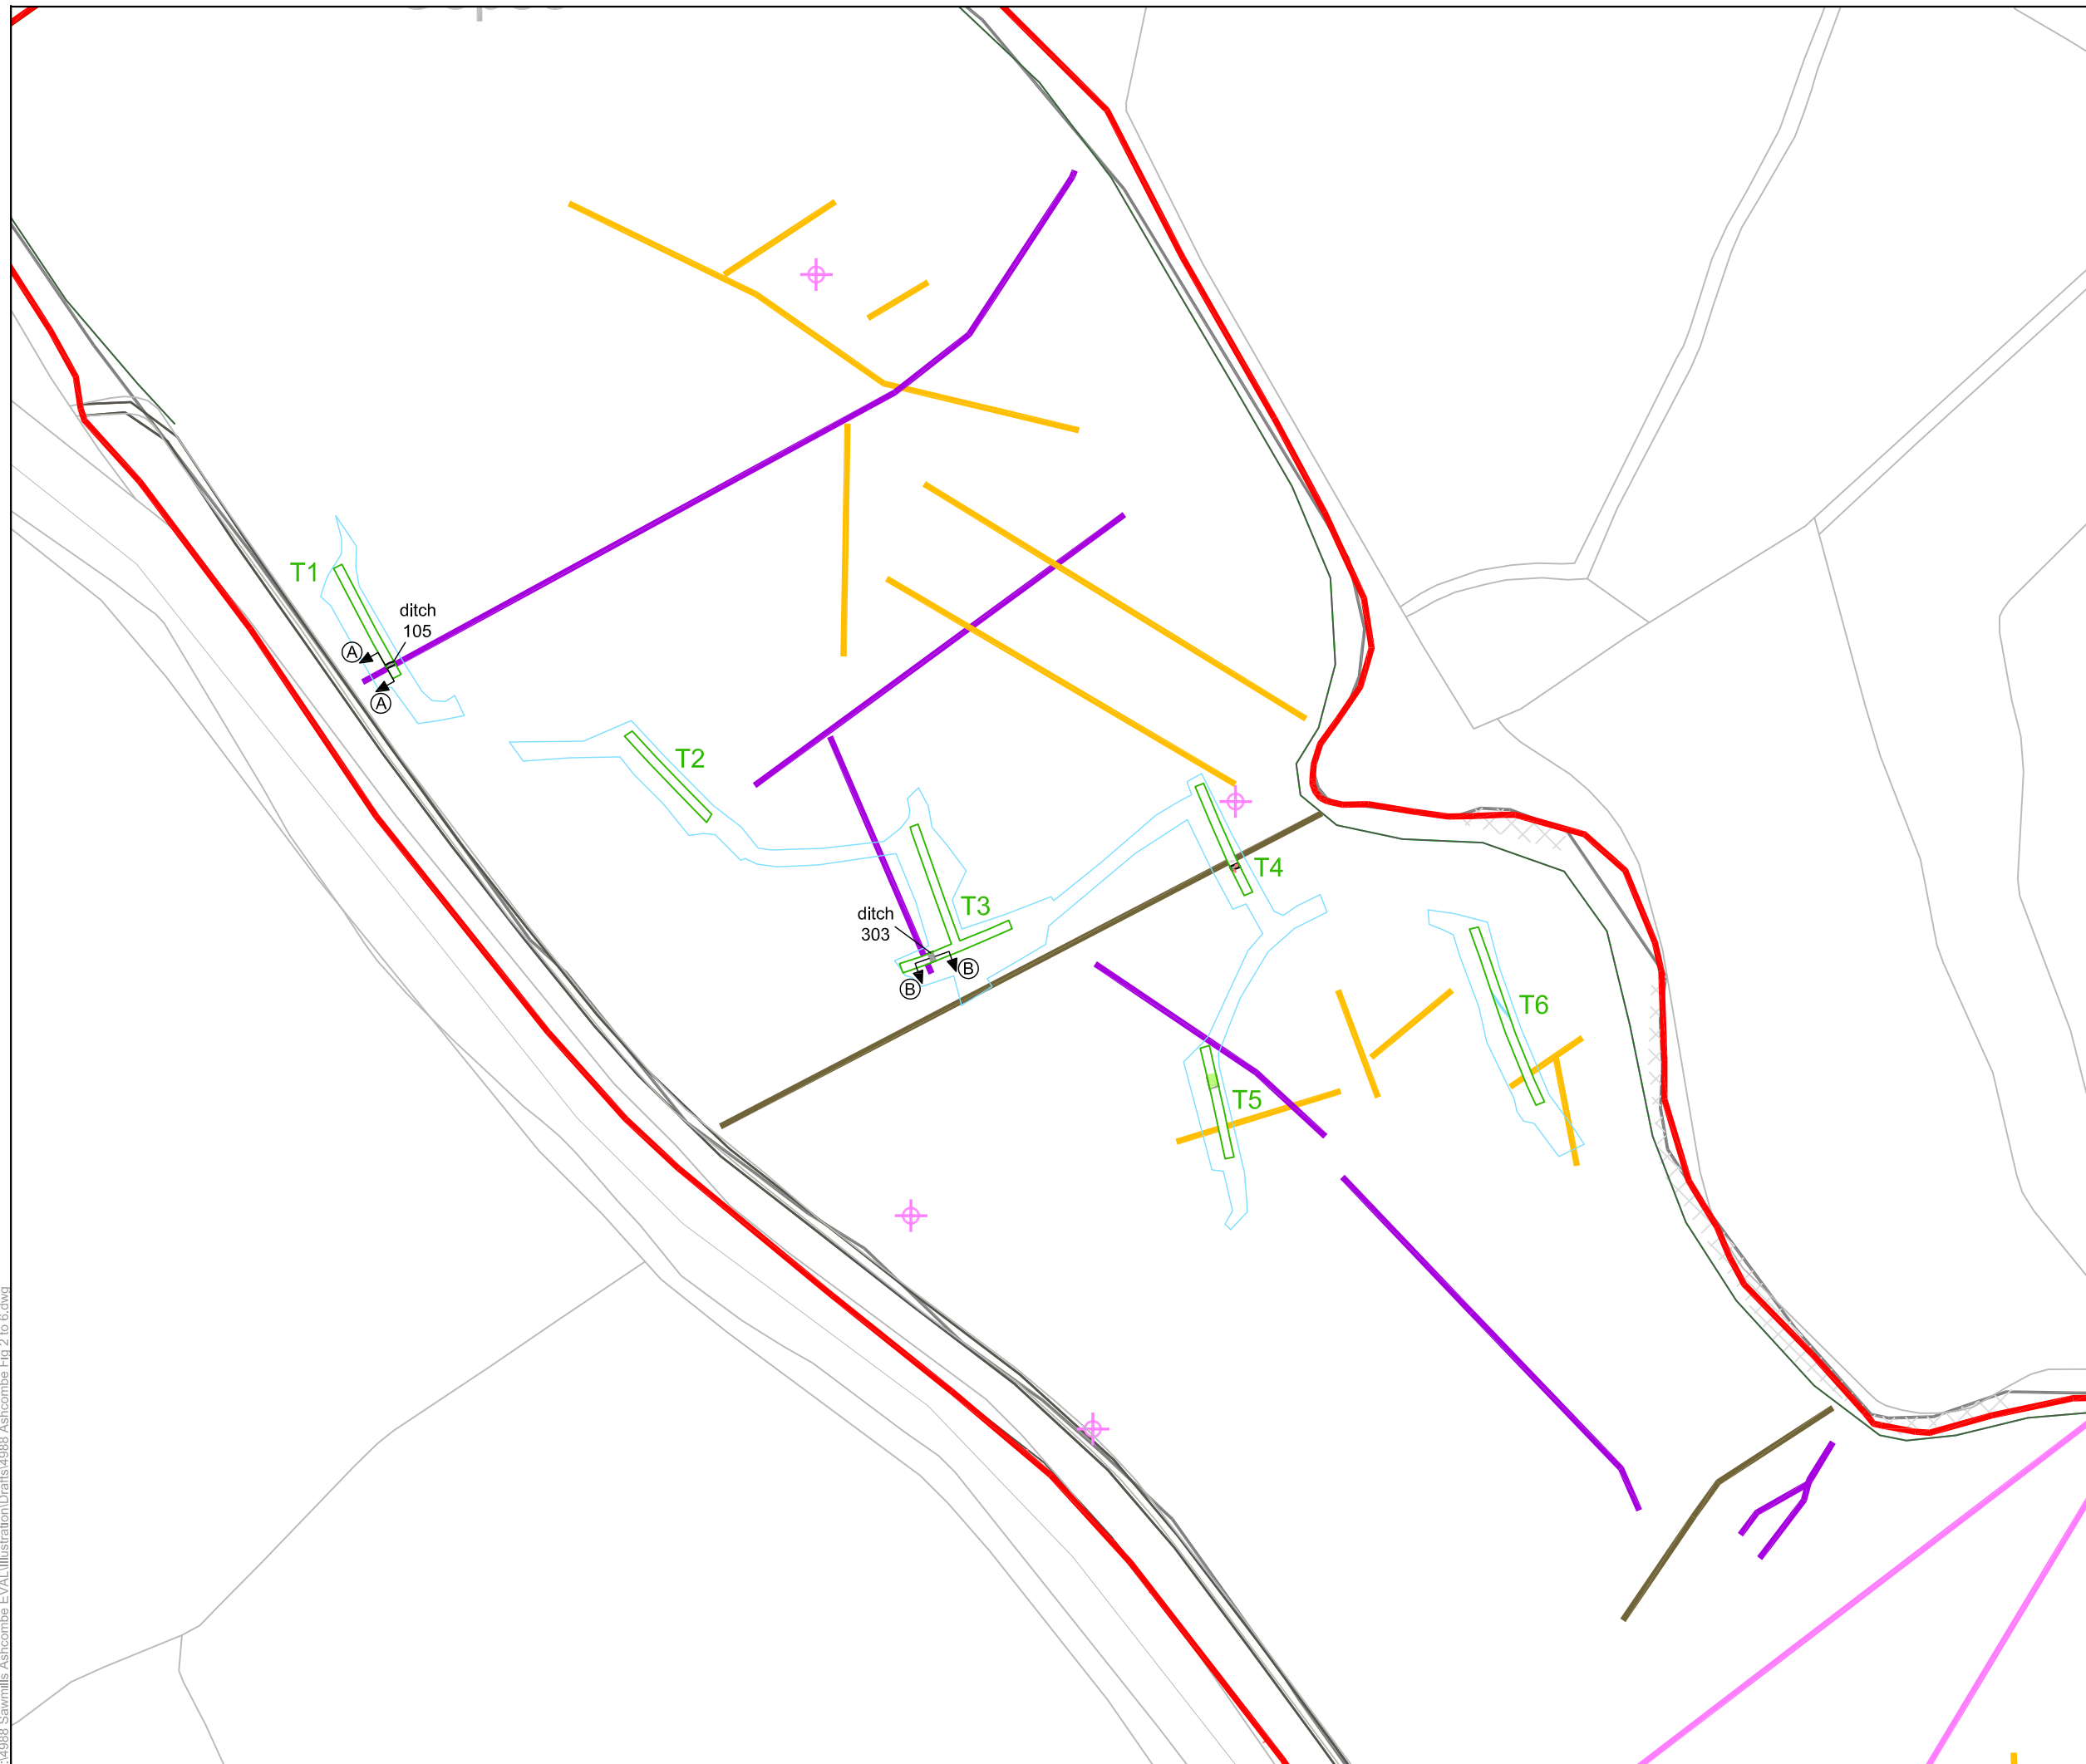 T1
ditch
105
A
A
T2
ditch
303
T3
B
B
T4
T5
T6
:\4988 Sawmills Ashcombe EVAL\Illustration\Drafts\4988 Ashcombe Fig 2 to 6.dwg